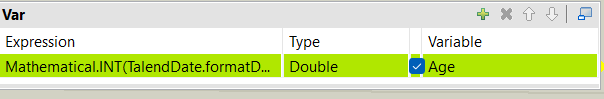 Var
Expression Type Variable
Mathematical.INT(TalendDate.formatD... Double Age